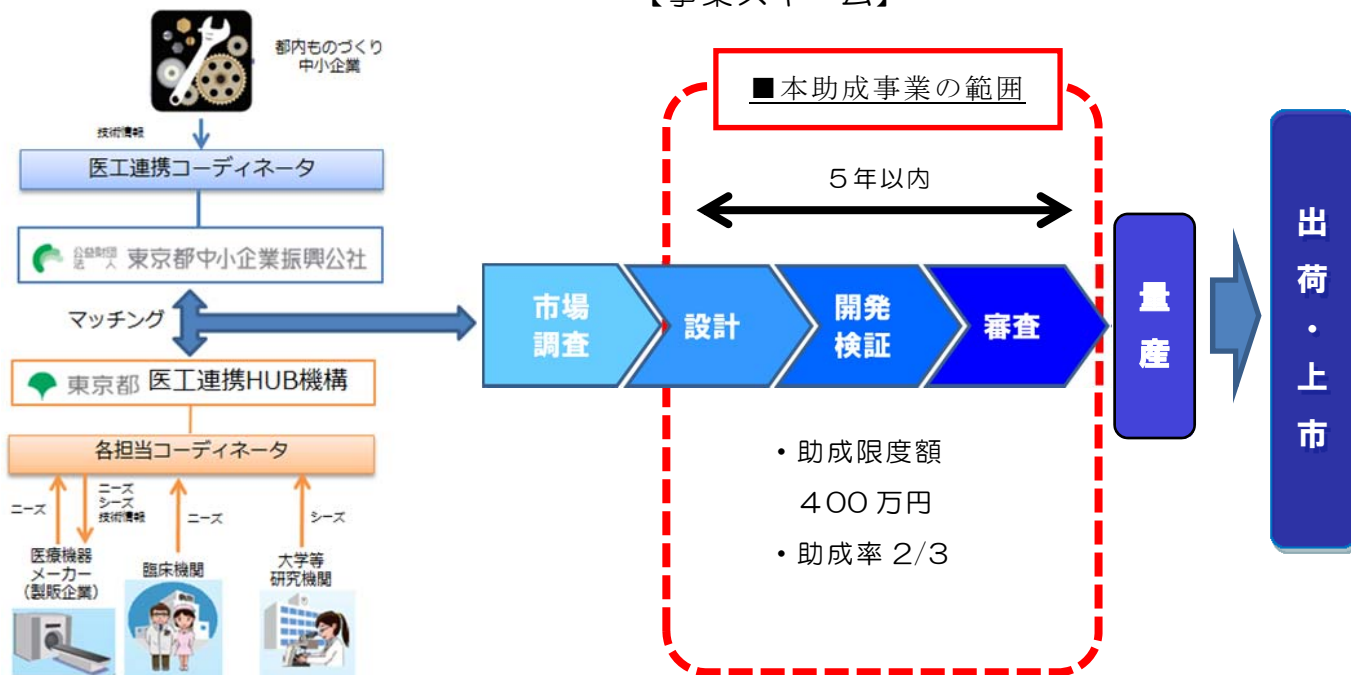 【事業スキーム】
都内ものづくり
中小企業
技術情報
医工連携コーディネータ
公益財団
法人 東京都中小企業振興公社
マッチング
東京都 医工連携HUB機構
各担当コーディネータ
ニーズ
ニーズ
シーズ
技術情報
ニーズ
シーズ
医療機器
メーカー
(製販企業)
臨床機関
大学等
研究機関
■本助成事業の範囲
5年以内
市場
調査
設計
開発
検証
審査
・助成限度額
400万円
・助成率 2/3
量産
出荷・上市